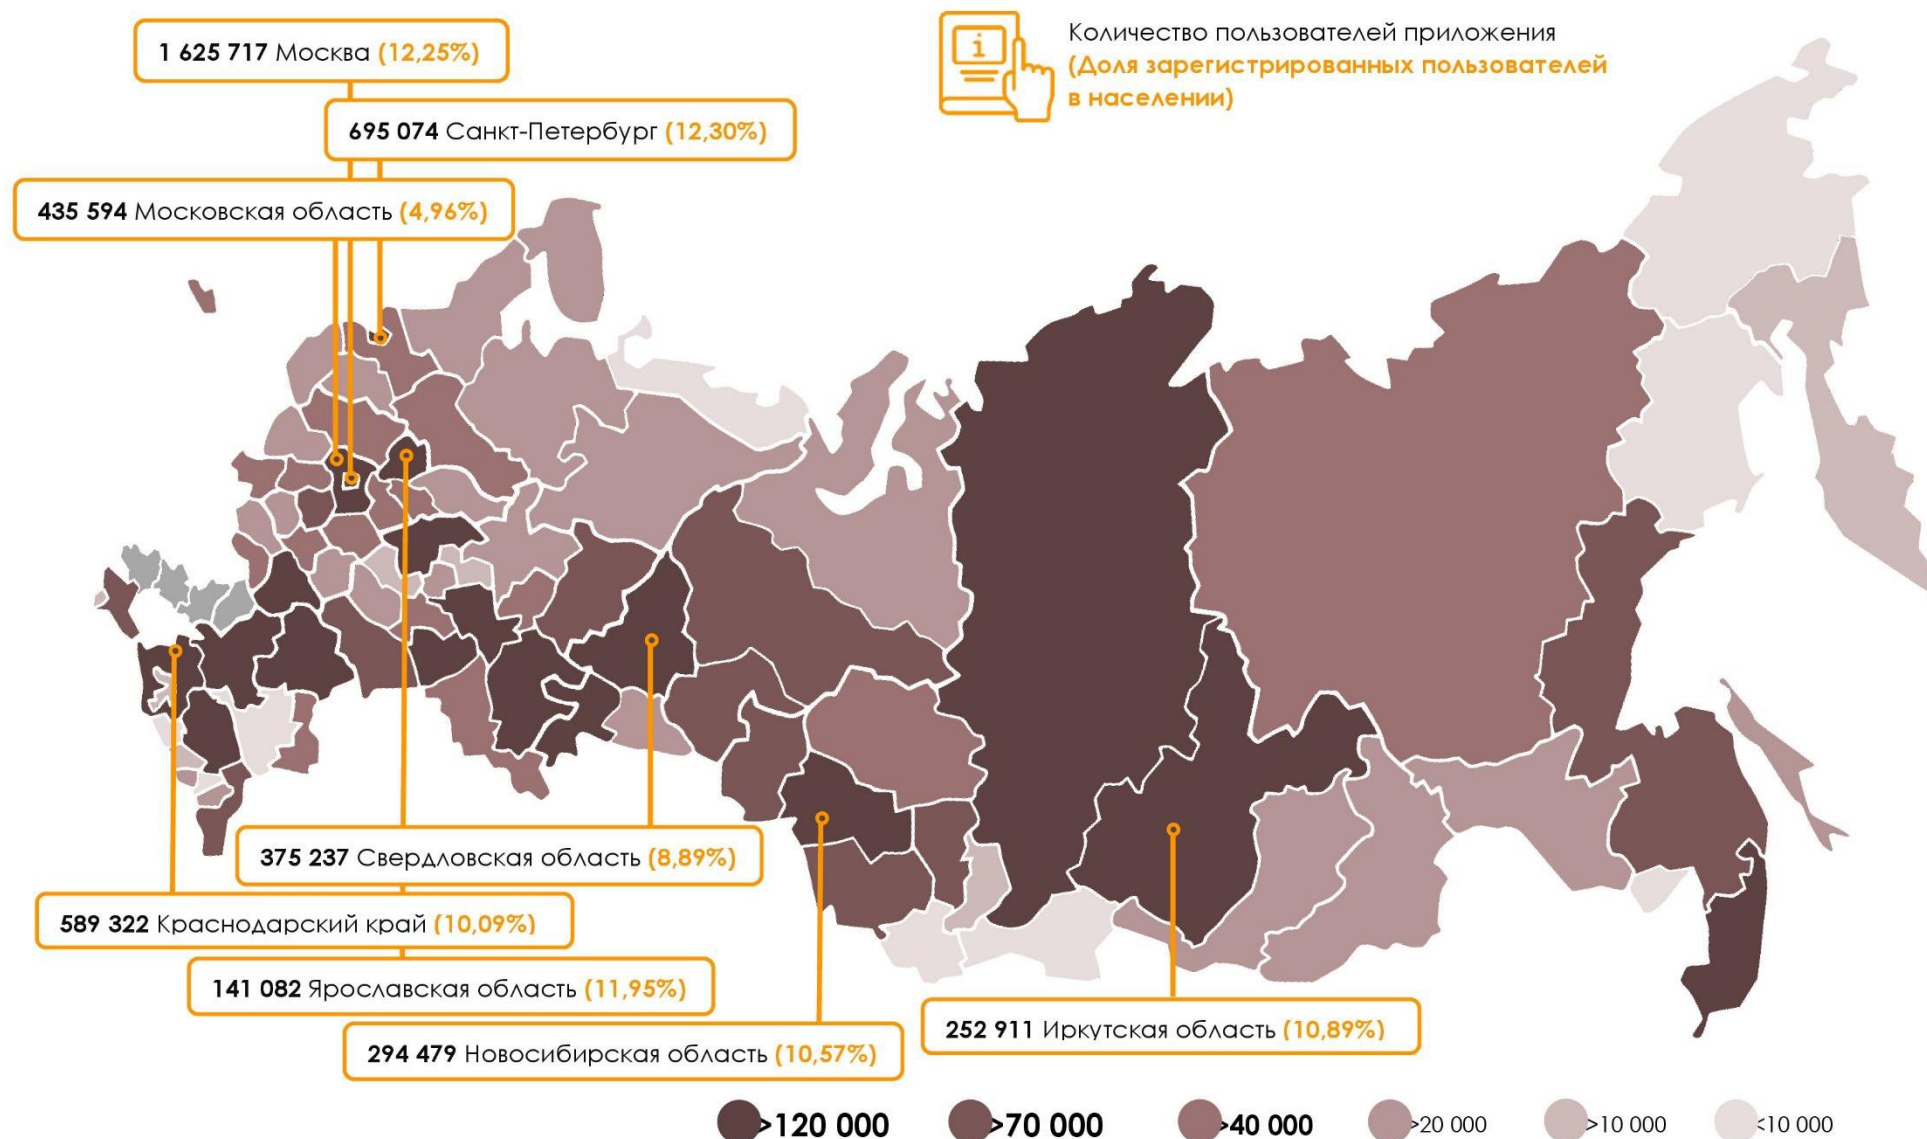 1 625 717 Москва (12,25%)
695 074 Санкт-Петербург (12,30%)
435 594 Московская область (4,96%)
i
Количество пользователей приложения
(Доля зарегистрированных пользователей
в населении)
375 237 Свердловская область (8,89%)
589 322 Краснодарский край (10,09%)
141 082 Ярославская область (11,95%)
294 479 Новосибирская область (10,57%)
252 911 Иркутская область (10,89%)
>120 000 >70 000 >40 000 >20 000 >10 000 <10 000